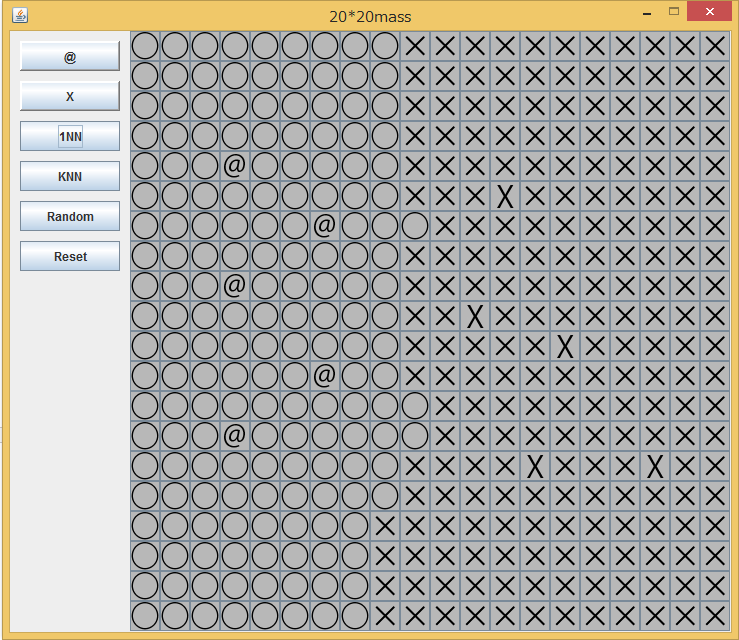 20*20mass
@
X
1NN
KNN
Random
Reset
○○○○○○○○○×××××××××××
○○○○○○○○○×××××××××××
○○○○○○○○○×××××××××××
○○○○○○○○○×××××××××××
○○○@○○○○○×××××××××××
○○○○○○○○○×××X×××××××
○○○○○○@○○○××××××××××
○○○○○○○○○×××××××××××
○○○@○○○○○×××××××××××
○○○○○○○○○××X××××××××
○○○○○○○○○×××××X×××××
○○○○○○@○○×××××××××××
○○○○○○○○○○××××××××××
○○○@○○○○○○××××××××××
○○○○○○○○○××××X×××X××
○○○○○○○○○×××××××××××
○○○○○○○○××××××××××××
○○○○○○○○××××××××××××
○○○○○○○○××××××××××××
○○○○○○○○××××××××××××